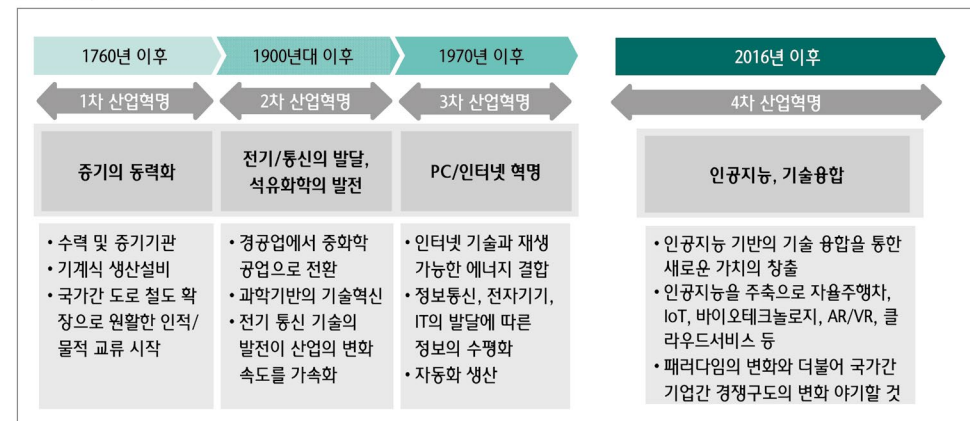 1760년 이후
1900년대 이후
1970년 이후
2016년 이후
1차 산업혁명
2차 산업혁명
3차 산업혁명
4차 산업혁명
증기의 동력화
전기/통신의 발달,
석유화학의 발전
PC/인터넷 혁명
인공지능, 기술융합
• 수력 및 증기기관
• 기계식 생산설비
• 국가간 도로 철도 확
장으로 원활한 인적/
물적 교류 시작
• 경공업에서 중화학
공업으로 전환
• 과학기반의 기술혁신
• 전기 통신 기술의
발전이 산업의 변화
속도를 가속화
• 인터넷 기술과 재생
가능한 에너지 결합
• 정보통신, 전자기기,
IT의 발달에 따른
정보의 수평화
• 자동화 생산
• 인공지능 기반의 기술 융합을 통한
새로운 가치의 창출
• 인공지능을 주축으로 자율주행차,
IoT, 바이오테크놀로지, AR/VR, 클
라우드서비스 등
• 패러다임의 변화와 더불어 국가간
기업간 경쟁구도의 변화 야기할 것